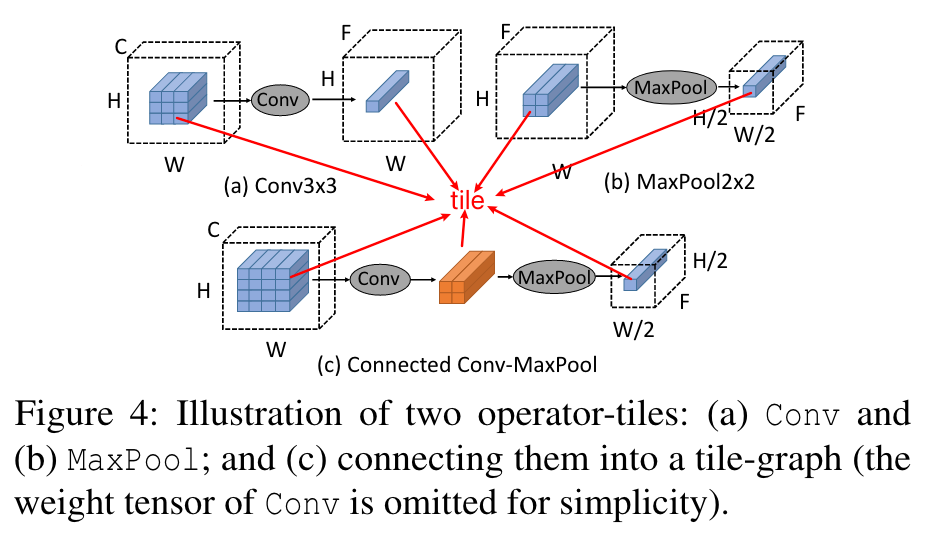 C
H
W
Conv
F
H
W
(a) Conv3x3
F
H
W
MaxPool
H/2
W/2
F
(b) MaxPool2x2
tile
C
H
W
Conv
MaxPool
H/2
F
W/2
(c) Connected Conv-MaxPool
Figure 4: Illustration of two operator-tiles: (a) Conv and
(b) MaxPool; and (c) connecting them into a tile-graph (the
weight tensor of Conv is omitted for simplicity).